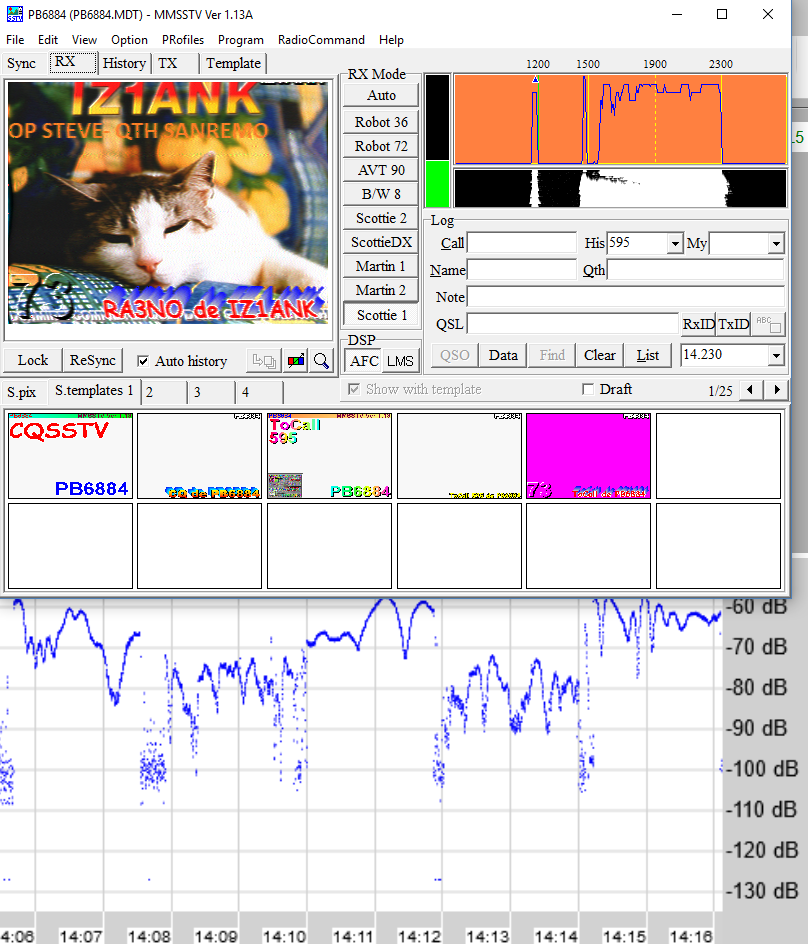 PB6884 (PB6884.MDT) - MMSSTV Ver 1.13A
File Edit View Option PRofiles Program RadioCommand Help
Sync RX History TX Template
RX Mode
Auto
Robot 36
Robot 72
AVT 90
B/W 8
Scottie 2
ScottieDX
Martin 1
Martin 2
Scottie 1
DSP
AFC LMS
1200 1500 1900 2300
IZ1ANK
OP STEVE- QTH SANREMO
73
RA3NO de IZ1ANK
Log
Call His 595 My
Name Qth
Note
QSL RxID TxID ABC
QSO Data Find Clear List 14.230
Lock ReSync Auto history
Show with template Draft 1/25
S.pix S.templates 1 2 3 4
CQSSTV
PB6884
de PB6884
ToCall
595
PB6884
73
15
-60 dB
-70 dB
-80 dB
-90 dB
-100 dB
-110 dB
-120 dB
-130 dB
4:06 14:07 14:08 14:09 14:10 14:11 14:12 14:13 14:14 14:15 14:16